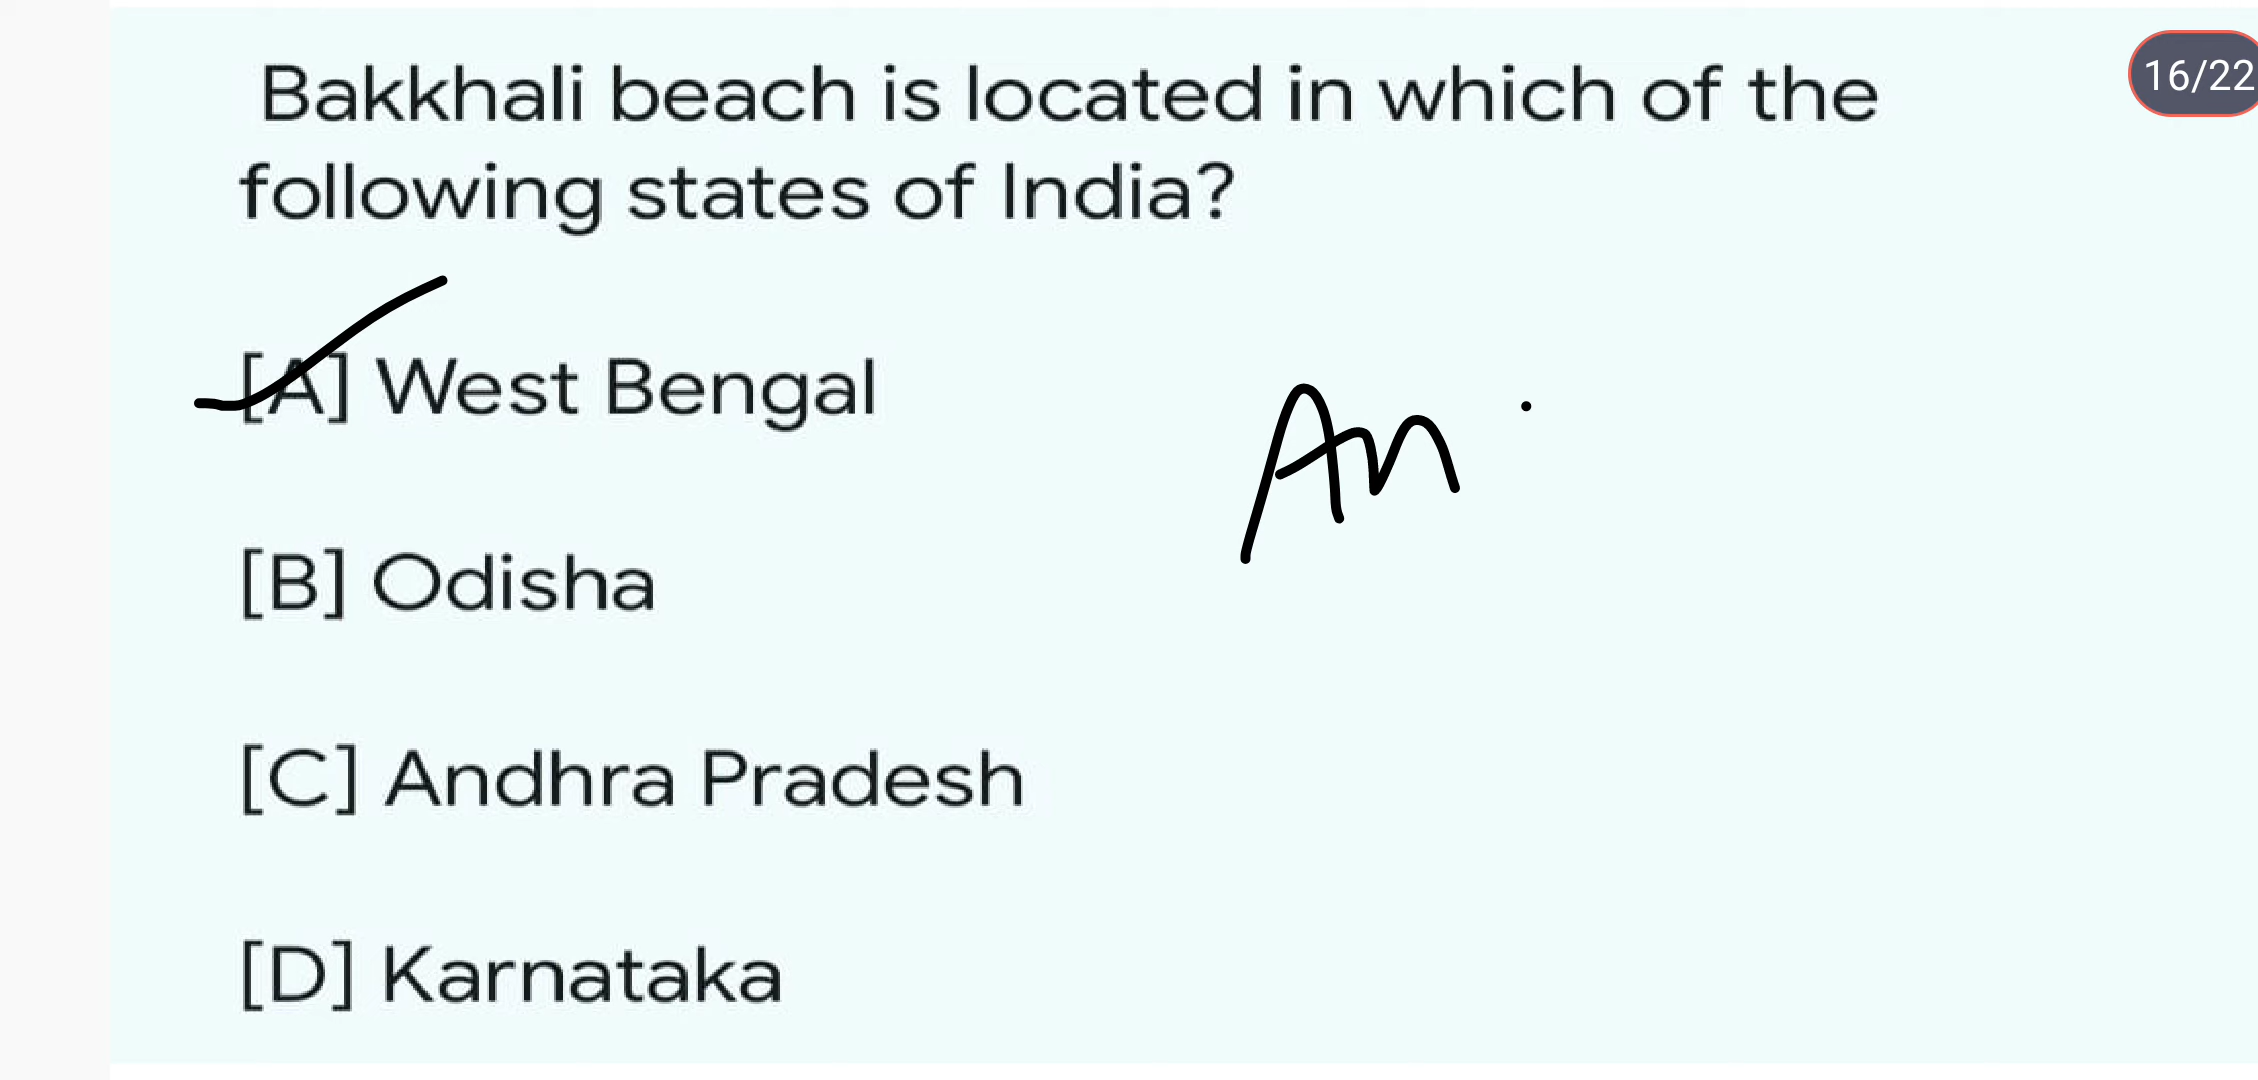 Bakkhali beach is located in which of the
16/22
following states of India?
[A] West Bengal
An
[B] Odisha
[C] Andhra Pradesh
[D] Karnataka